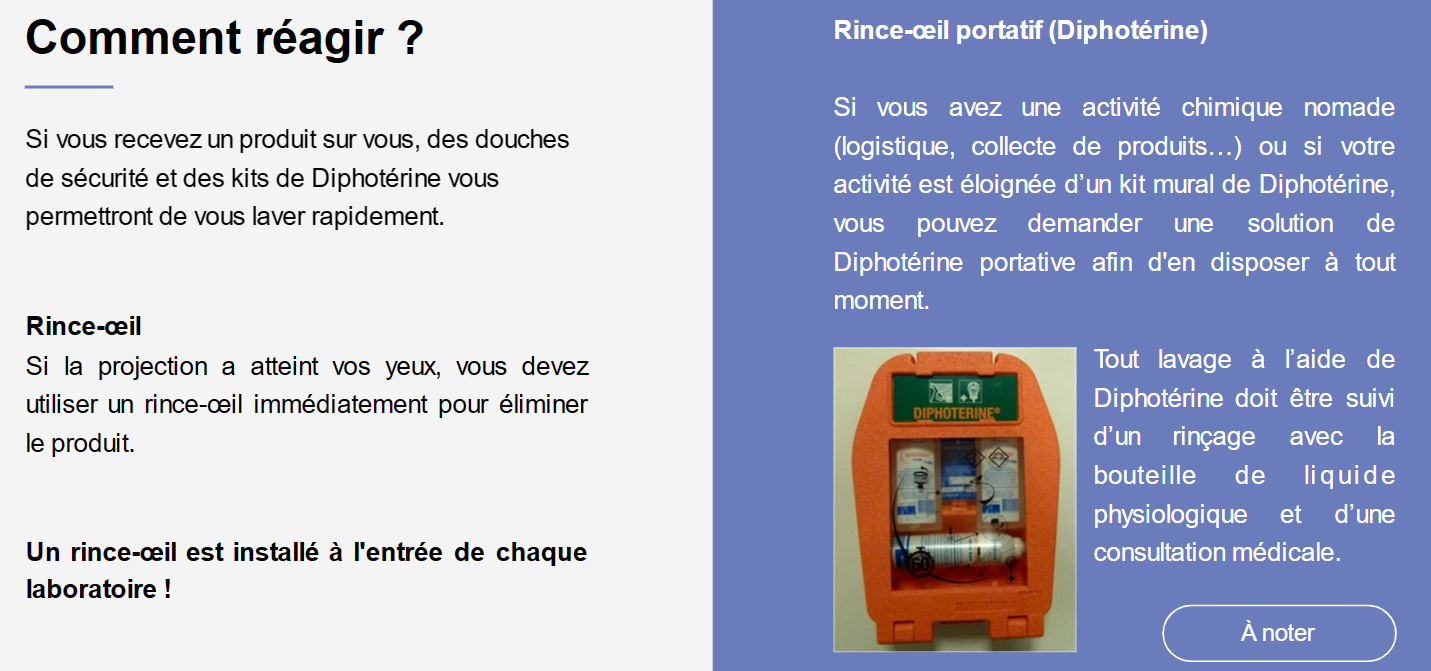 Comment réagir ?
Si vous recevez un produit sur vous, des douches
de sécurité et des kits de Diphotérine vous
permettront de vous laver rapidement.
Rince-œil
Si la projection a atteint vos yeux, vous devez
utiliser un rince-œil immédiatement pour éliminer
le produit.
Un rince-œil est installé à l'entrée de chaque
laboratoire !
Rince-œil portatif (Diphotérine)
Si vous avez une activité chimique nomade
(logistique, collecte de produits…) ou si votre
activité est éloignée d’un kit mural de Diphotérine,
vous pouvez demander une solution de
Diphotérine portative afin d'en disposer à tout
moment.
DIPHOTERINE®
60
Tout lavage à l’aide de
Diphotérine doit être suivi
d’un rinçage avec la
bouteille de liquide
physiologique et d’une
consultation médicale.
À noter